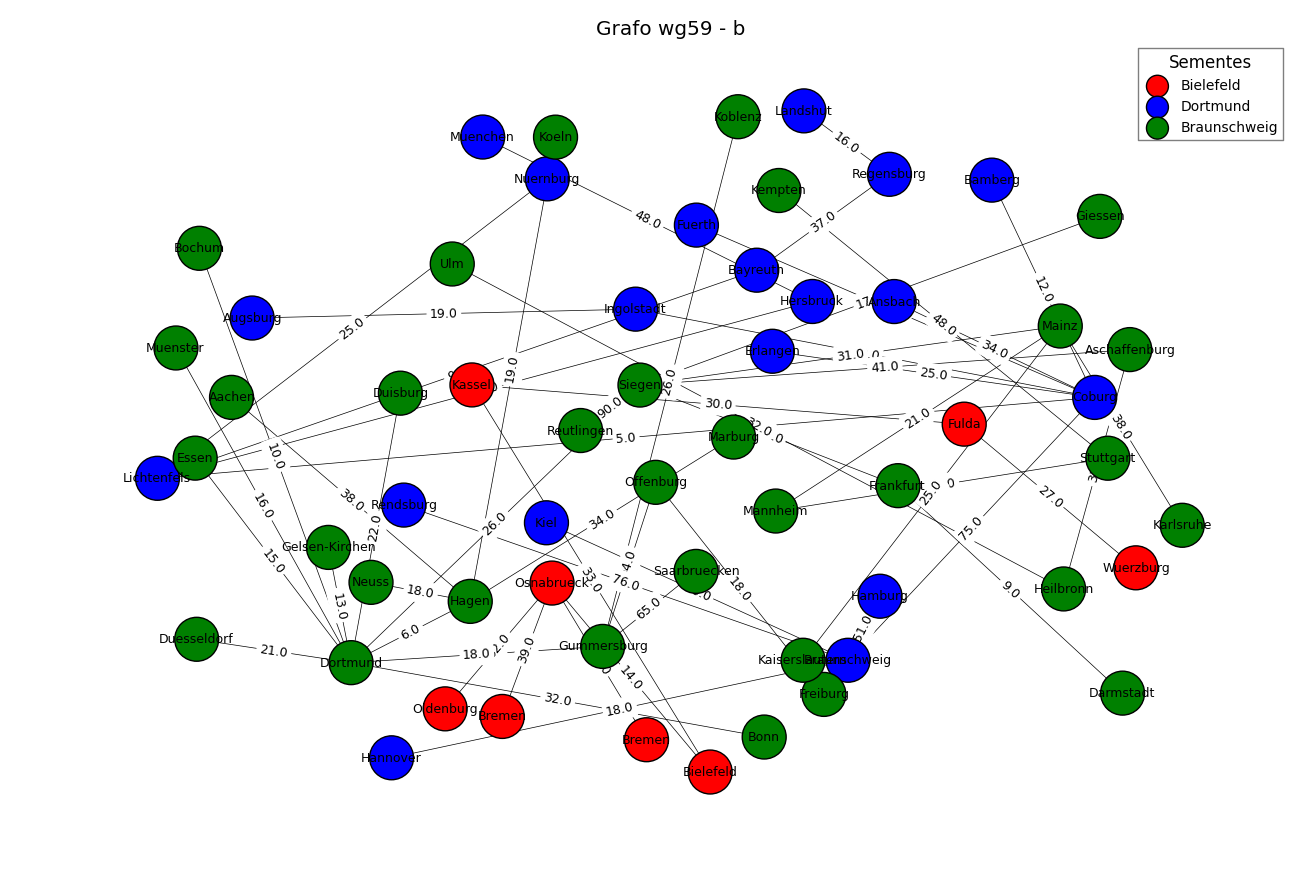 Grafo wg59 - b
Sementes
Bielefeld
Dortmund
Braunschweig
Koblenz
Landshut
Muenchen
Koeln
16.0
Regensburg
Bamberg
Nuernburg
Kempten
Giessen
48.0
Fuerth
37.0
Bochum
Ulm
Bayreuth
12.0
Augsburg
19.0
Ingolstadt
Hersbruck
Ansbach
25.0
48.0
Mainz
Muenster
Erlangen
31.0
34.0
Aschaffenburg
19.0
41.0
25.0
Aachen
Duisburg
Kassel
Siegen
26.0
Coburg
90.0
30.0
21.0
Fulda
38.0
Reutlingen
5.0
Marburg
32.0
10.0
Essen
Stuttgart
Lichtenfels
Offenburg
Frankfurt
38.0
25.0
27.0
16.0
Rendsburg
Mannheim
22.0
26.0
34.0
Kiel
75.0
Karlsruhe
Gelsen-Kirchen
15.0
4.0
Wuerzburg
Neuss
18.0
Osnabrueck
33.0
76.0
Saarbruecken
18.0
9.0
Heilbronn
13.0
Hagen
65.0
Hamburg
6.0
51.0
Duesseldorf
21.0
Dortmund
18.0
39.0
Gummersburg
14.0
Freiburg
Darmstadt
32.0
Oldenburg
Bremen
18.0
Bremer
Bonn
Hannover
Bielefeld